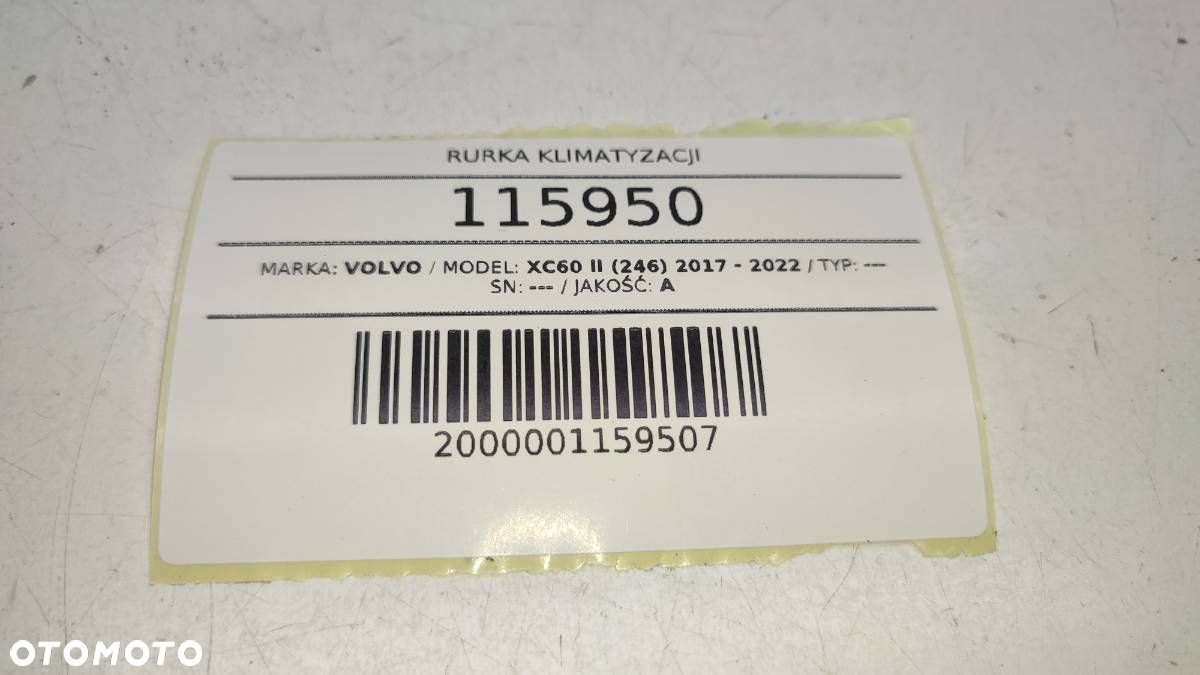 RURKA KLIMATYZACJI
115950
MARKA: VOLVO / MODEL: XC60 II (246) 2017 - 2022 / TYP: ---
SN: --- / JAKOŚĆ: A
2000001159507
OTOMOTO